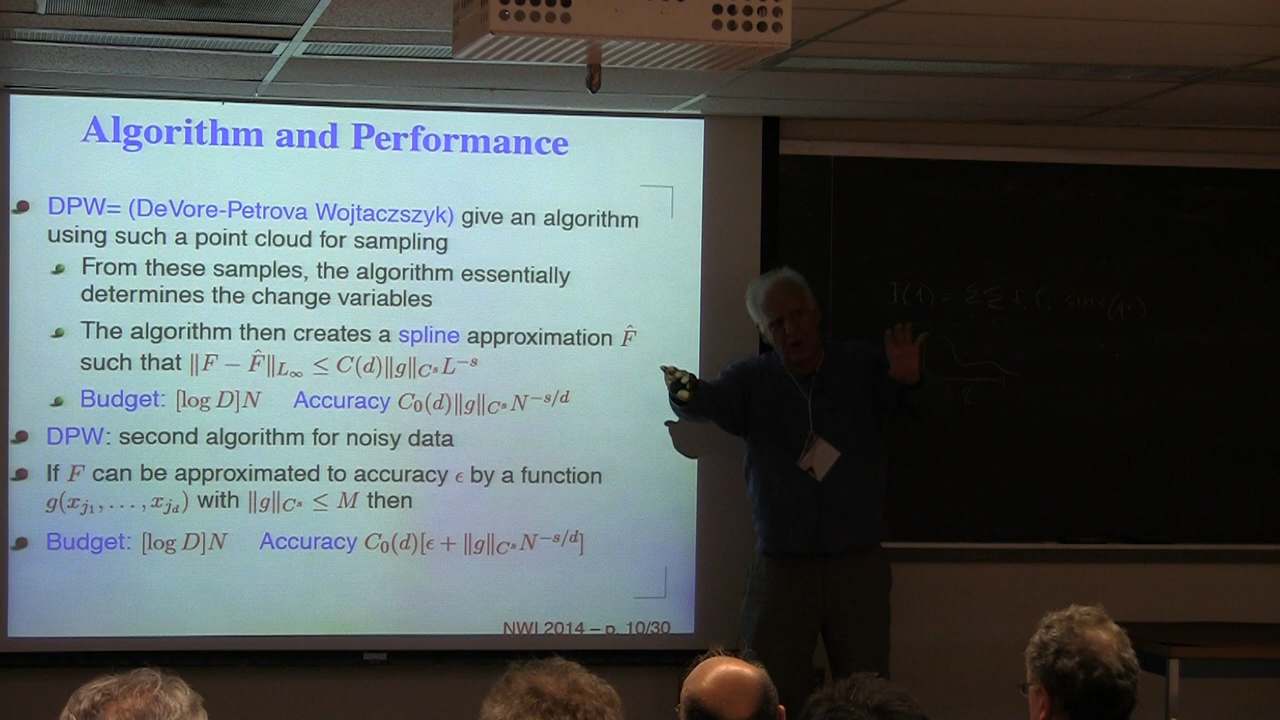 Algorithm and Performance
DPW= (DeVore-Petrova Wojtaczszyk) give an algorithm
using such a point cloud for sampling
From these samples, the algorithm essentially
determines the change variables
The algorithm then creates a spline approximation F̂
such that ‖F − F̂‖_{L_∞} ≤ C(d)‖g‖_{C^s}L^{−s}
Budget: [log D]N Accuracy C_0(d)‖g‖_{C^s}N^{−s/d}
DPW: second algorithm for noisy data
If F can be approximated to accuracy ϵ by a function
g(x_{j_1}, . . . , x_{j_d}) with ‖g‖_{C^s} ≤ M then
Budget: [log D]N Accuracy C_0(d)[ϵ + ‖g‖_{C^s}N^{−s/d}]
NWI 2014 – p. 10/30